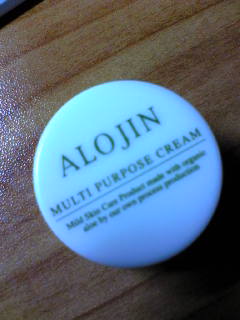 ALOJIN
MULTI PURPOSE CREAM
Mild Skin Care Product made with organic
aloe by our own process production